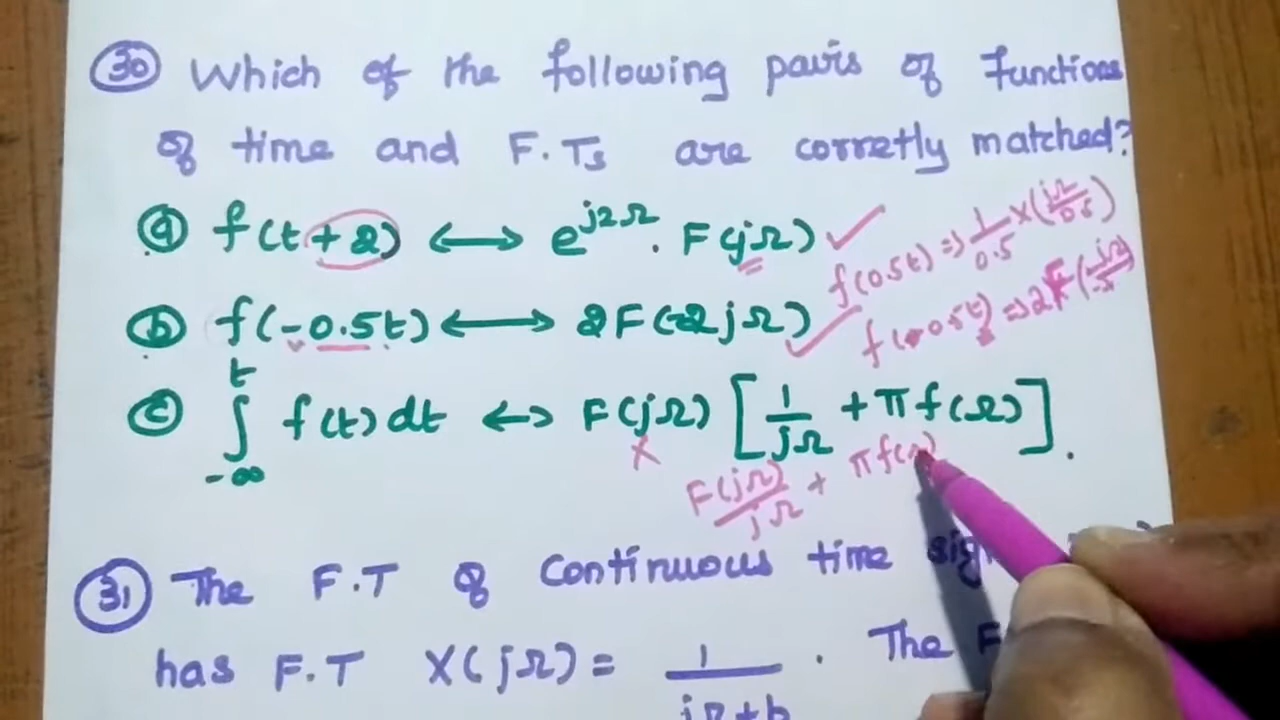 30 Which of the following pairs of functions
of time and F.Ts are corretly matched?
a f(t+2) ⟷ e^{j2Ω} . F(jΩ) ✓
f(0.5t) ⇒ 1/0.5 × (jΩ/0.5)
b f(-0.5t) ⟷ 2F(-2jΩ) ✓
f(-0.5t) ⇒ 2F(jΩ/-.5)
c ∫_{-∞}^{t} f(t) dt ↔ F(jΩ) [1/jΩ + πf(Ω)].
×
F(jΩ)/jΩ + πf(Ω)
31 The F.T of continuous time
has F.T X(jΩ) = 1/jΩ+b . The